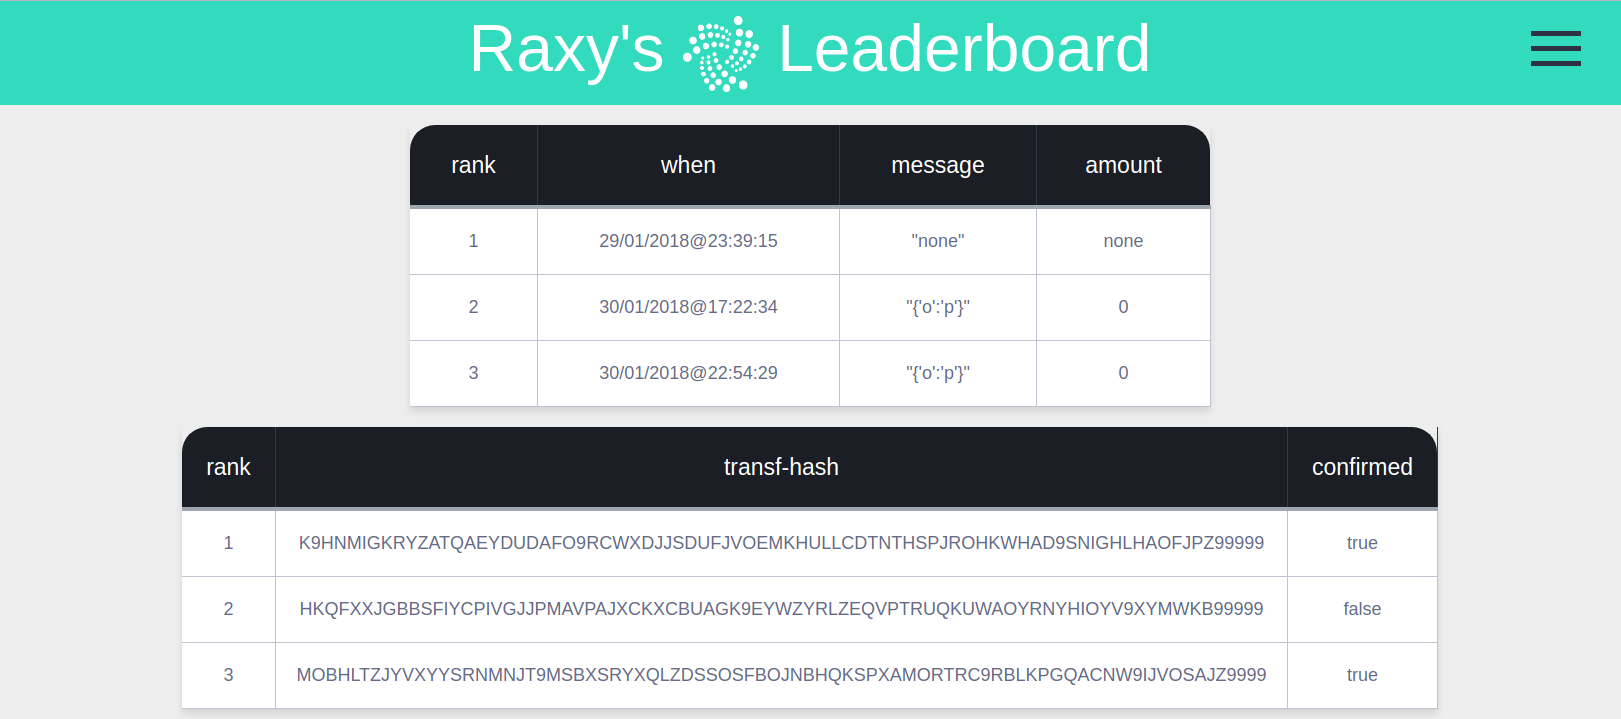 Raxy's Leaderboard
rank when message amount
1 29/01/2018@23:39:15 "none" none
2 30/01/2018@17:22:34 "{'o':'p'}" 0
3 30/01/2018@22:54:29 "{'o':'p'}" 0
rank transf-hash confirmed
1 K9HNMIGKRYZATQAEYDUDAFO9RCWXDJJSDUFJVOEMKHULLCDTNTHSPJROHKWHAD9SNIGHLHAOFJPZ99999 true
2 HKQFXXJGBBSFIYCPIVGJJPMAVPAJXCKXCBUAGK9EYWZYRLZEQVPTRUQKUWAOYRNYHIOYV9XYMWKB99999 false
3 MOBHLTZJYVXYYSRNMNJT9MSBXSRYXQLZDSSOSFBOJNBHQKSPXAMORTRC9RBLKPGQACNW9IJVOSAJZ9999 true